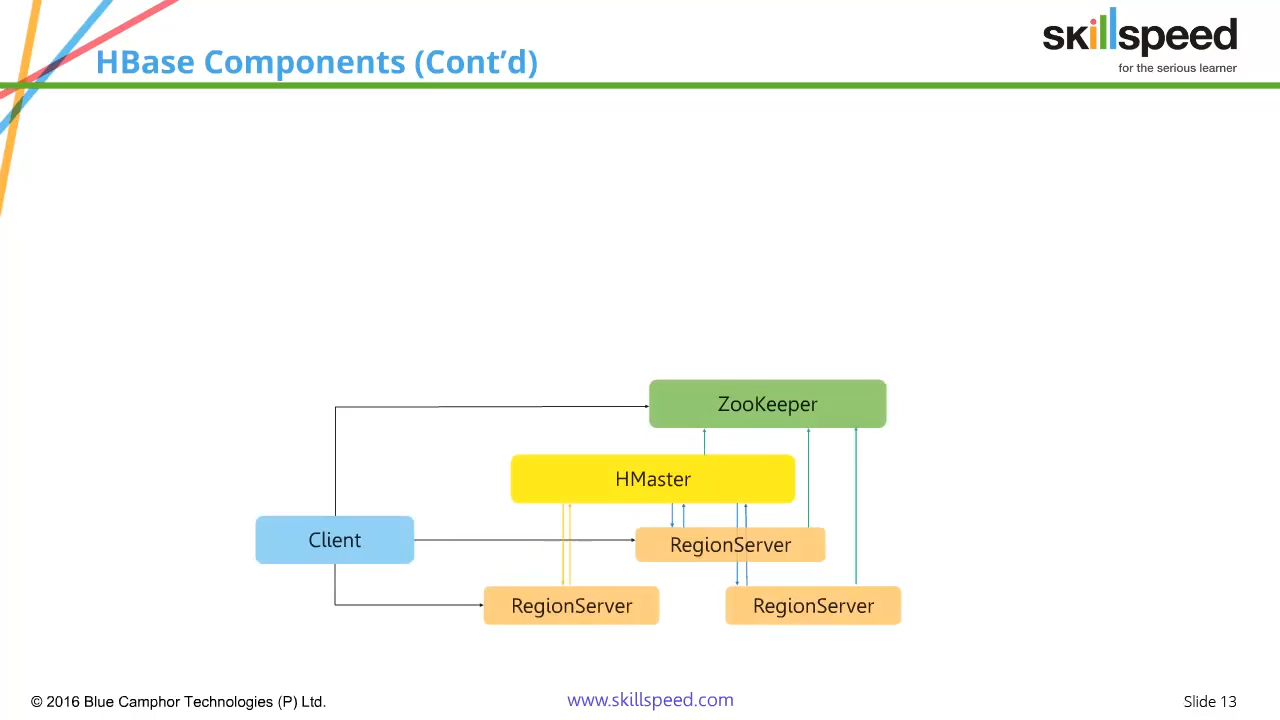 HBase Components (Cont’d)
skillspeed
for the serious learner
ZooKeeper
HMaster
Client
RegionServer
RegionServer
RegionServer
© 2016 Blue Camphor Technologies (P) Ltd.
www.skillspeed.com
Slide 13